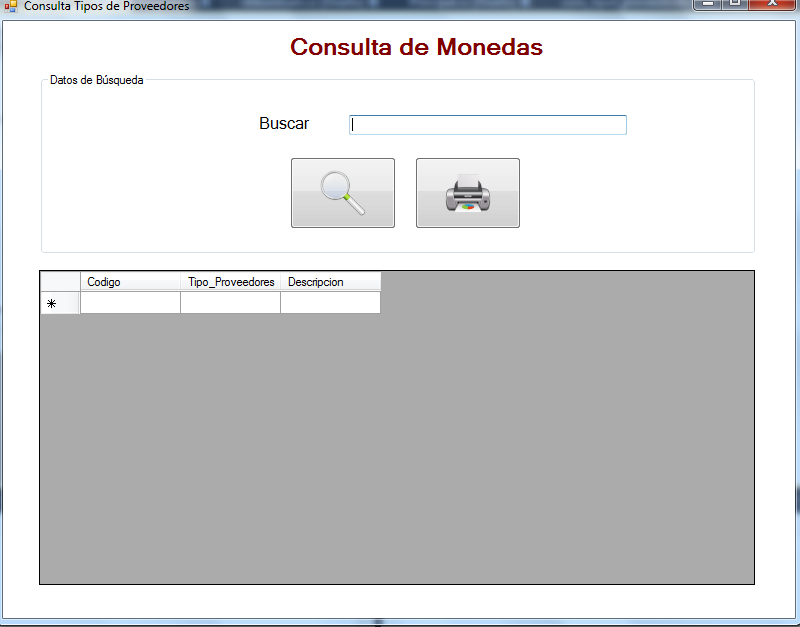 Consulta Tipos de Proveedores
Consulta de Monedas
Datos de Búsqueda
Buscar
Codigo Tipo_Proveedores Descripcion